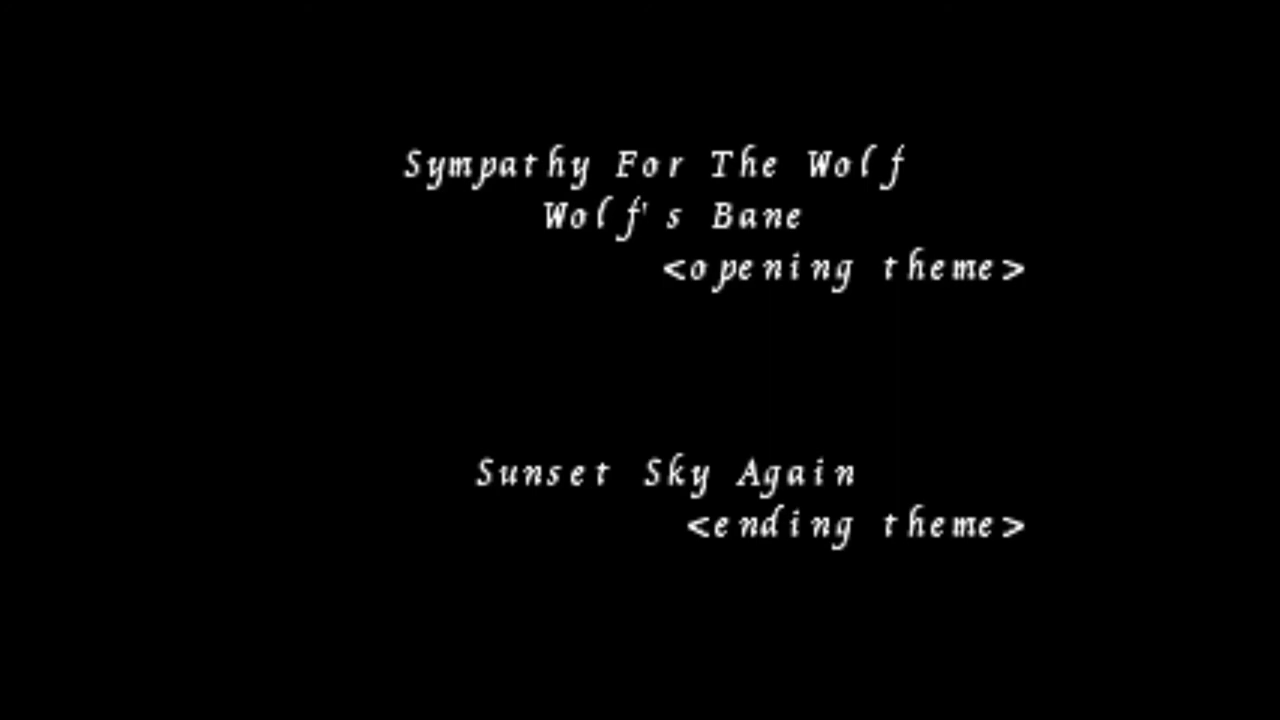 Sympathy For The Wolf
Wolf's Bane
<opening theme>
Sunset Sky Again
<ending theme>